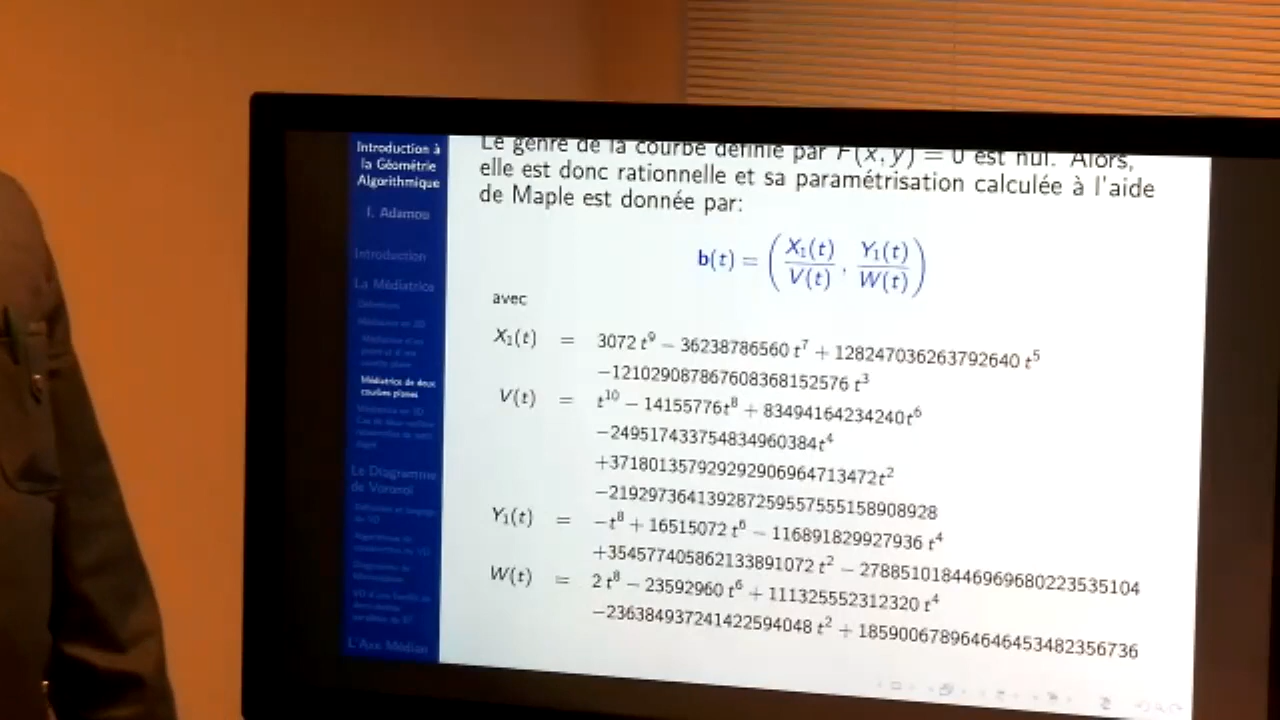 Introduction à
la Géométrie
Algorithmique
I. Adamou
Introduction
La Médiatrice
Définition
Médiatrice en 2D
Médiatrice de deux
courbes planes
Le Diagramme
de Voronoï
L'Axe Médian
Le genre de la courbe définie par F(x, y) = 0 est nul. Alors,
elle est donc rationnelle et sa paramétrisation calculée à l'aide
de Maple est donnée par:
b(t) = ( X₁(t)/V(t) , Y₁(t)/W(t) )
avec
X₁(t) = 3072 t⁹ − 36238786560 t⁷ + 128247036263792640 t⁵
−121029087867608368152576 t³
V(t) = t¹⁰ − 14155776t⁸ + 83494164234240t⁶
−249517433754834960384t⁴
+371801357929292906964713472t²
−219297364139287259557555158908928
Y₁(t) = −t⁸ + 16515072 t⁶ − 116891829927936 t⁴
+354577405862133891072 t² − 278851018446969680223535104
W(t) = 2 t⁸ − 23592960 t⁶ + 111325552312320 t⁴
−236384937241422594048 t² + 185900678964646453482356736